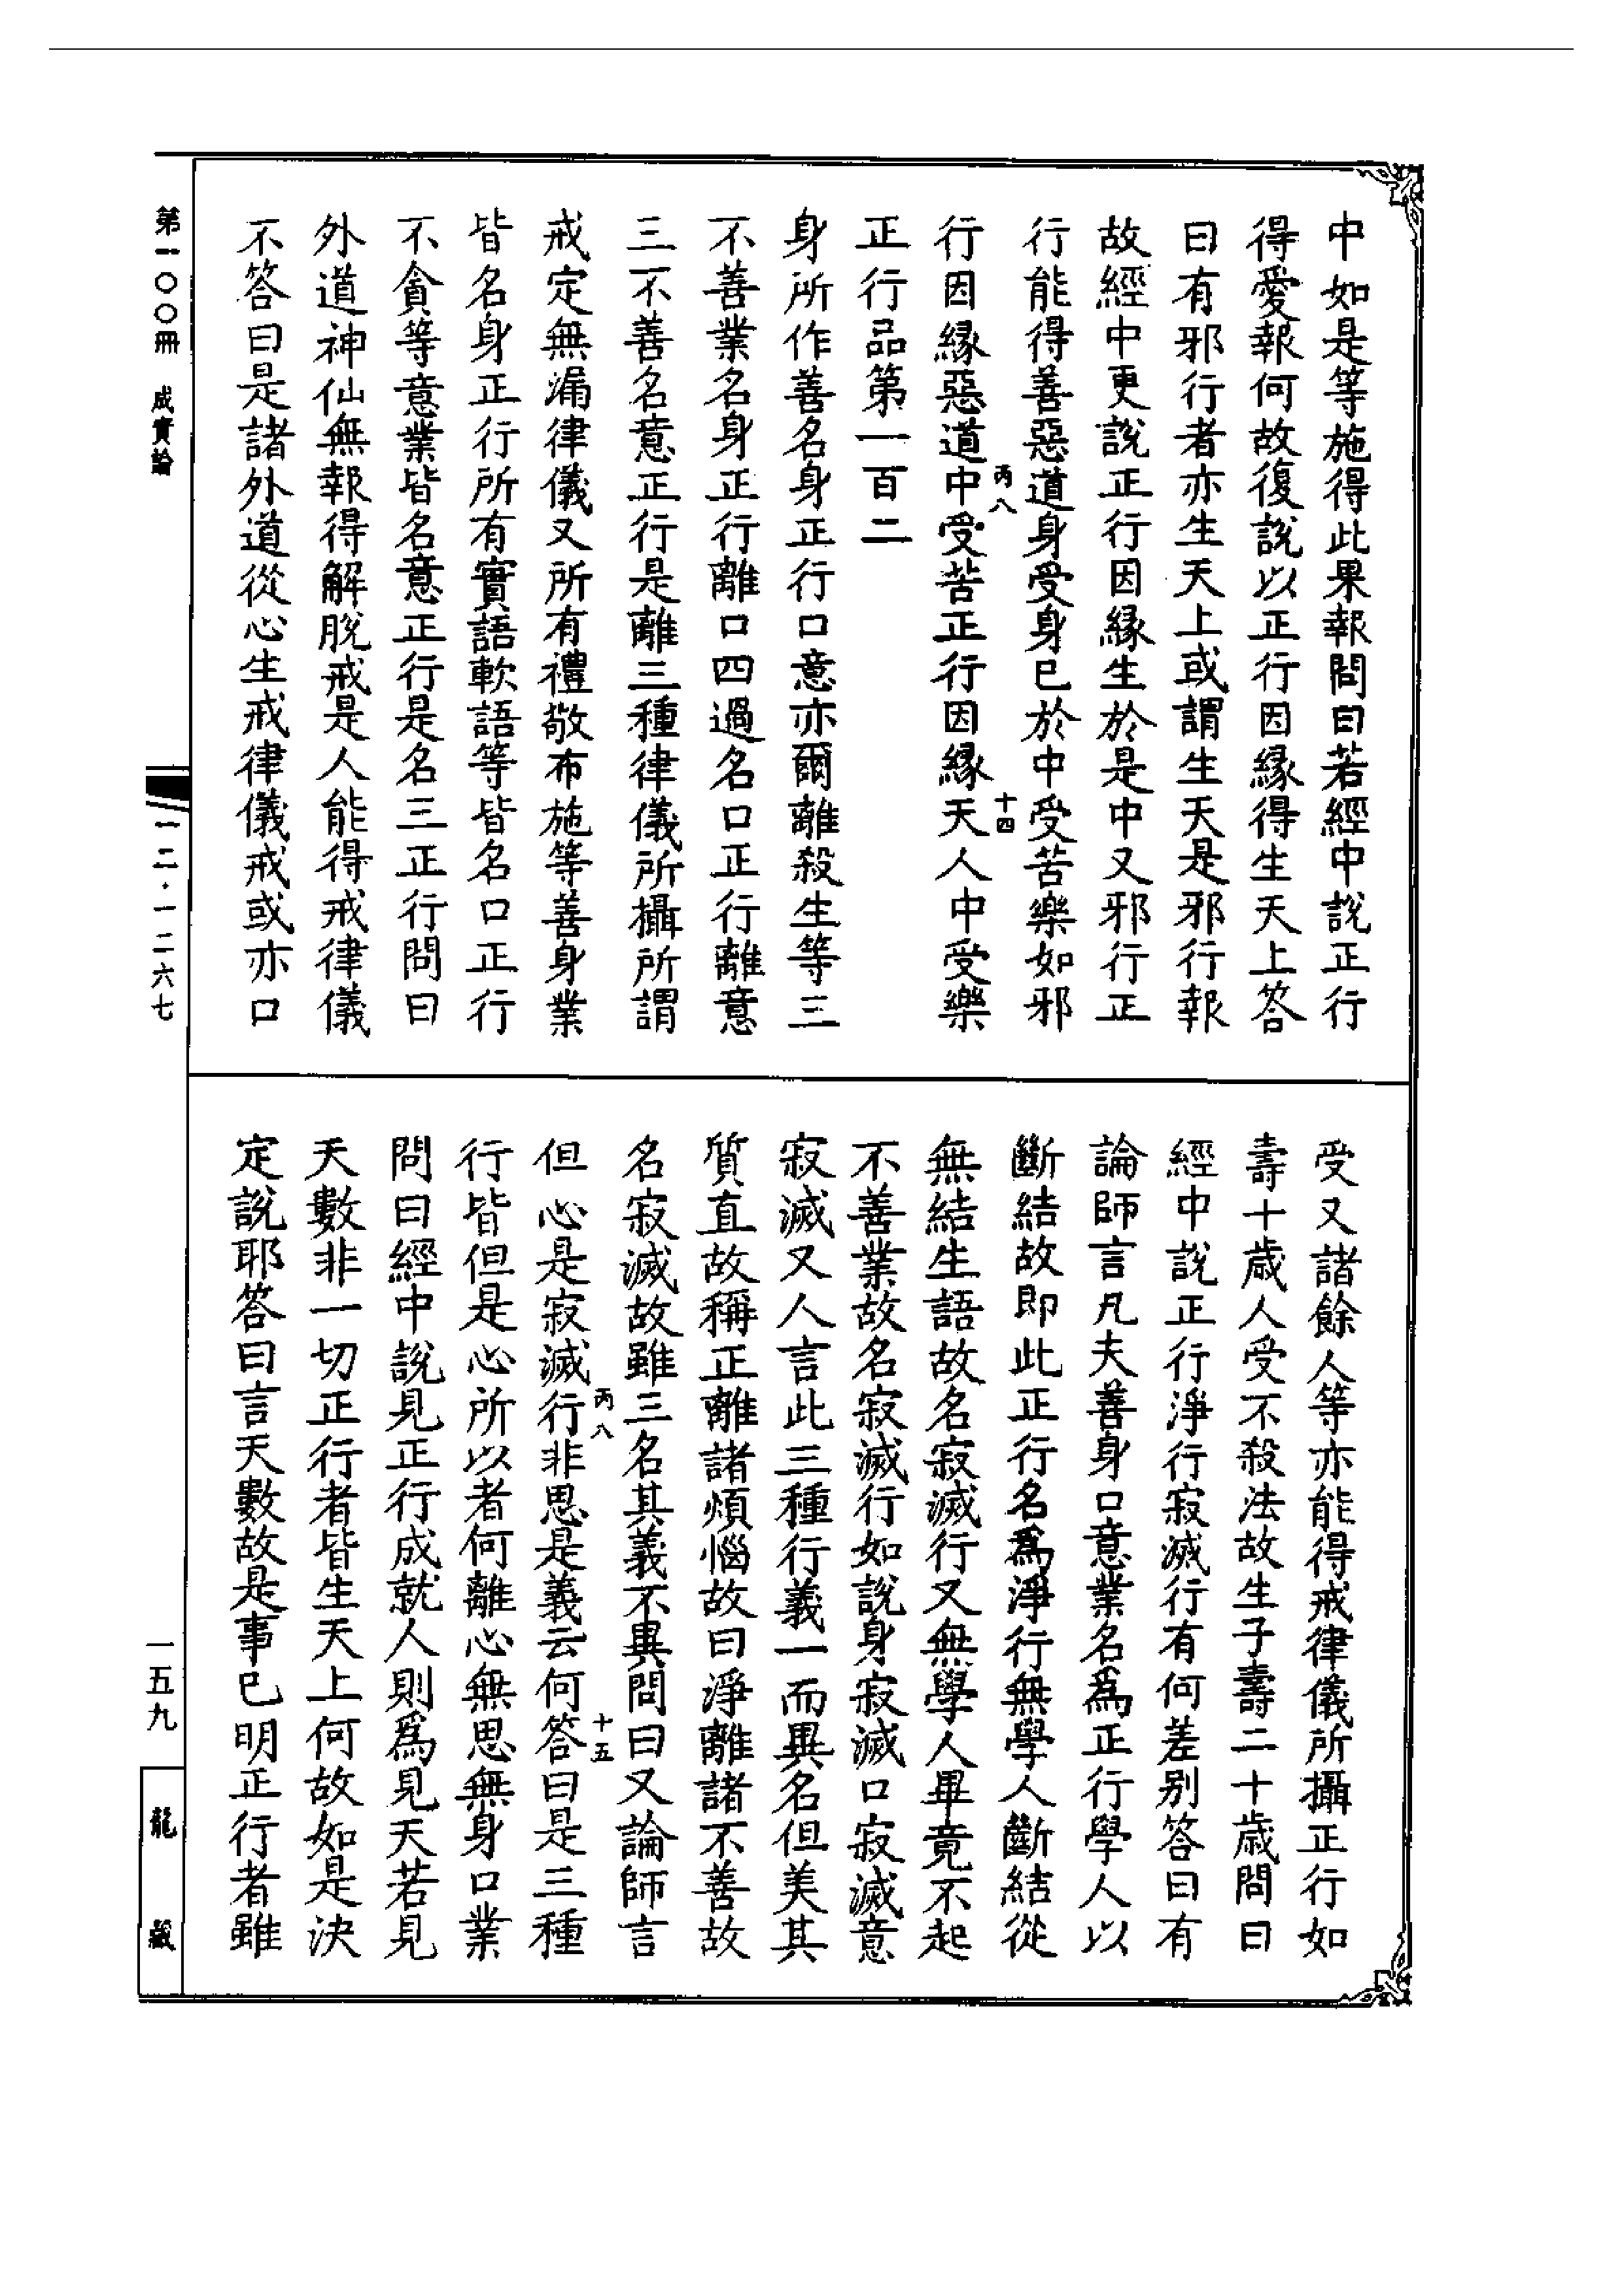 中如是等施得此果報問曰若經中說正行
得愛報何故復說以正行因緣得生天上答
曰有邪行者亦生天上或謂生天是邪行報
故經中更說正行因緣生於是中又邪行正
行能得善惡道身受身已於中受苦樂如邪
丙八
十四
行因緣惡道中受苦正行因緣天人中受樂
正行品第一百二
身所作善名身正行口意亦爾離殺生等三
不善業名身正行離口四過名口正行離意
三不善名意正行是離三種律儀所攝所謂
戒定無漏律儀又所有禮敬布施等善身業
皆名身正行所有實語軟語等皆名口正行
不貪等意業皆名意正行是名三正行問曰
外道神仙無報得解脫戒是人能得戒律儀
不答曰是諸外道從心生戒律儀戒或亦口
受又諸餘人等亦能得戒律儀所攝正行如
壽十歲人受不殺法故生子壽二十歲問曰
經中說正行淨行寂滅行有何差別答曰有
論師言凡夫善身口意業名為正行學人以
斷結故即此正行名為淨行無學人斷結從
無結生語故名寂滅行又無學人畢竟不起
不善業故名寂滅行如說身寂滅口寂滅意
寂滅又人言此三種行義一而異名但美其
質直故稱正離諸煩惱故曰淨離諸不善故
名寂滅故雖三名其義不異問曰又論師言
丙八
十五
但心是寂滅行非思是義云何答曰是三種
行皆但是心所以者何離心無思無身口業
問曰經中說見正行成就人則為見天若見
天數非一切正行者皆生天上何故如是決
定說耶答曰言天數故是事已明正行者雖
第一〇〇冊 成實論
一二·一二六七
一五九
龍藏